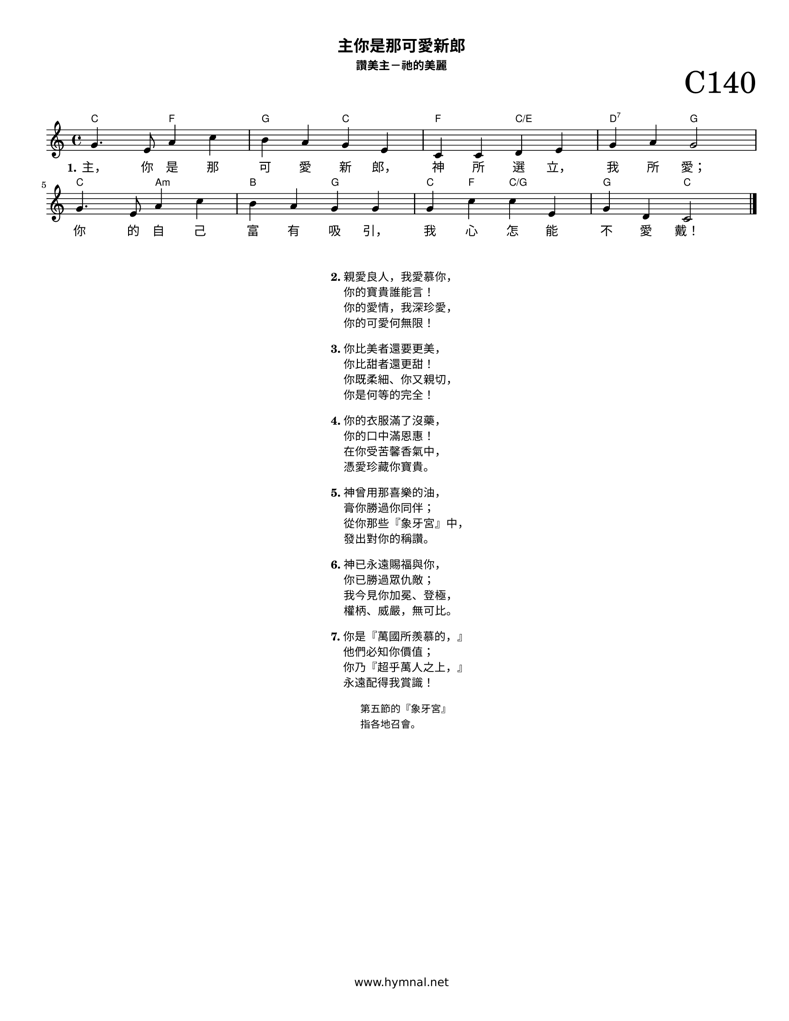 主你是那可愛新郎
讚美主－祂的美麗
C140
C F G C F C/E D7 G
1. 主， 你 是 那 可 愛 新 郎， 神 所 選 立， 我 所 愛；
5
C Am B G C F C/G G C
你 的 自 己 富 有 吸 引， 我 心 怎 能 不 愛 戴！
2. 親愛良人，我愛慕你，
你的寶貴誰能言！
你的愛情，我深珍愛，
你的可愛何無限！
3. 你比美者還要更美，
你比甜者還更甜！
你既柔細、你又親切，
你是何等的完全！
4. 你的衣服滿了沒藥，
你的口中滿恩惠！
在你受苦馨香氣中，
憑愛珍藏你寶貴。
5. 神曾用那喜樂的油，
膏你勝過你同伴；
從你那些『象牙宮』中，
發出對你的稱讚。
6. 神已永遠賜福與你，
你已勝過眾仇敵；
我今見你加冕、登極，
權柄、威嚴，無可比。
7. 你是『萬國所羨慕的，』
他們必知你價值；
你乃『超乎萬人之上，』
永遠配得我賞識！
第五節的『象牙宮』
指各地召會。
www.hymnal.net